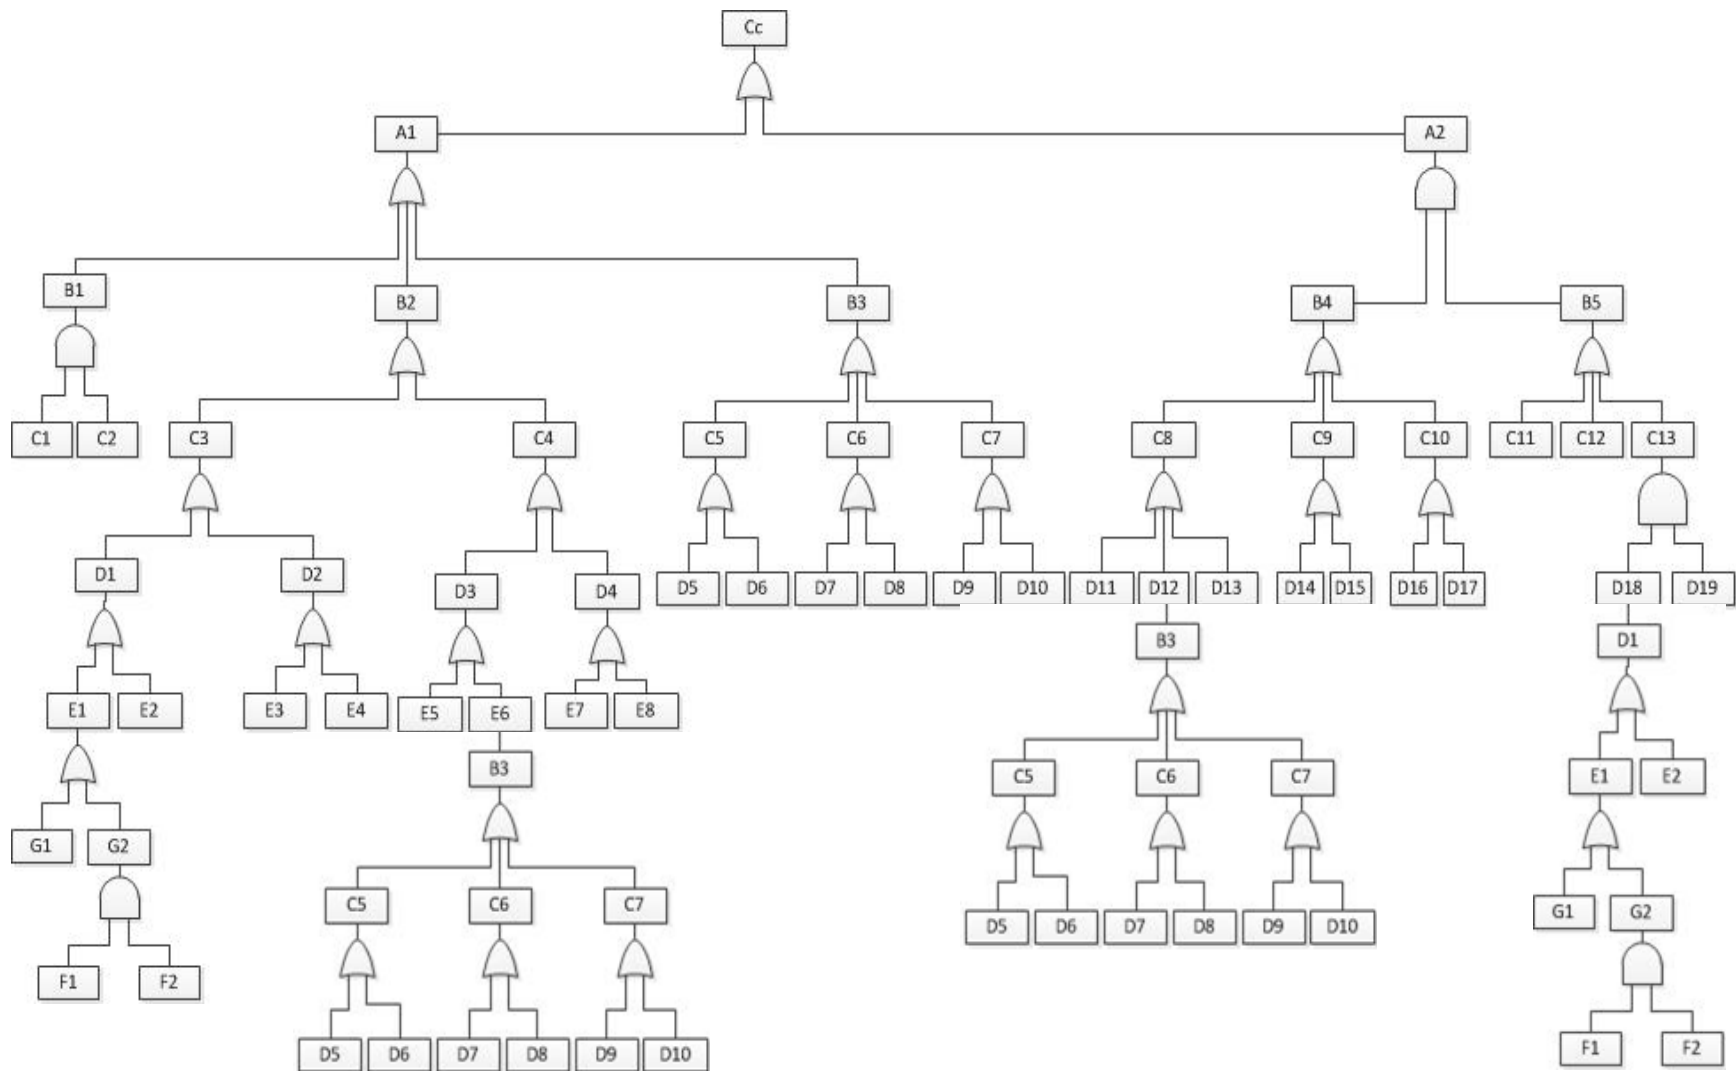 Cc
A1 A2
B1 B2 B3 B4 B5
C1 C2 C3 C4 C5 C6 C7 C8 C9 C10 C11 C12 C13
D1 D2 D3 D4 D5 D6 D7 D8 D9 D10 D11 D12 D13 D14 D15 D16 D17 D18 D19
B3 D1
E1 E2 E3 E4 E5 E6 E7 E8
B3 C5 C6 C7 E1 E2
G1 G2
C5 C6 C7 D5 D6 D7 D8 D9 D10 G1 G2
F1 F2
D5 D6 D7 D8 D9 D10 F1 F2